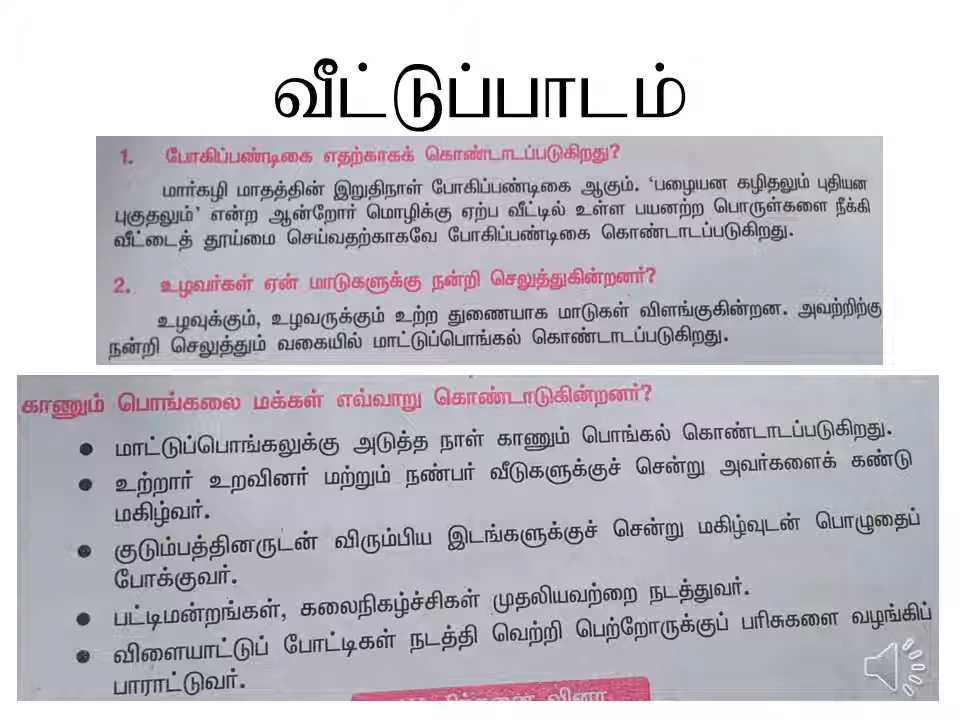 வீட்டுப்பாடம்
1. போகிப்பண்டிகை எதற்காகக் கொண்டாடப்படுகிறது?
மார்கழி மாதத்தின் இறுதிநாள் போகிப்பண்டிகை ஆகும். ‘பழையன கழிதலும் புதியன
புகுதலும்’ என்ற ஆன்றோர் மொழிக்கு ஏற்ப வீட்டில் உள்ள பயனற்ற பொருள்களை நீக்கி
வீட்டைத் தூய்மை செய்வதற்காகவே போகிப்பண்டிகை கொண்டாடப்படுகிறது.
2. உழவர்கள் ஏன் மாடுகளுக்கு நன்றி செலுத்துகின்றனர்?
உழவுக்கும், உழவருக்கும் உற்ற துணையாக மாடுகள் விளங்குகின்றன. அவற்றிற்கு
நன்றி செலுத்தும் வகையில் மாட்டுப்பொங்கல் கொண்டாடப்படுகிறது.
காணும் பொங்கலை மக்கள் எவ்வாறு கொண்டாடுகின்றனர்?
● மாட்டுப்பொங்கலுக்கு அடுத்த நாள் காணும் பொங்கல் கொண்டாடப்படுகிறது.
● உற்றார் உறவினர் மற்றும் நண்பர் வீடுகளுக்குச் சென்று அவர்களைக் கண்டு
மகிழ்வர்.
● குடும்பத்தினருடன் விரும்பிய இடங்களுக்குச் சென்று மகிழ்வுடன் பொழுதைப்
போக்குவர்.
● பட்டிமன்றங்கள், கலைநிகழ்ச்சிகள் முதலியவற்றை நடத்துவர்.
● விளையாட்டுப் போட்டிகள் நடத்தி வெற்றி பெற்றோருக்குப் பரிசுகளை வழங்கிப்
பாராட்டுவர்.